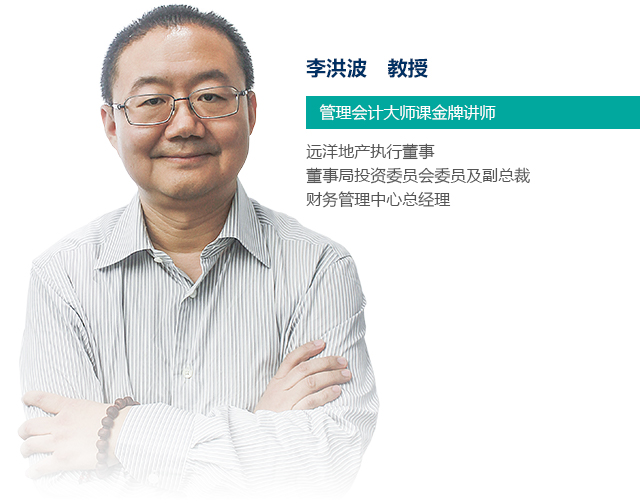 李洪波 教授
管理会计大师课金牌讲师
远洋地产执行董事
董事局投资委员会委员及副总裁
财务管理中心总经理